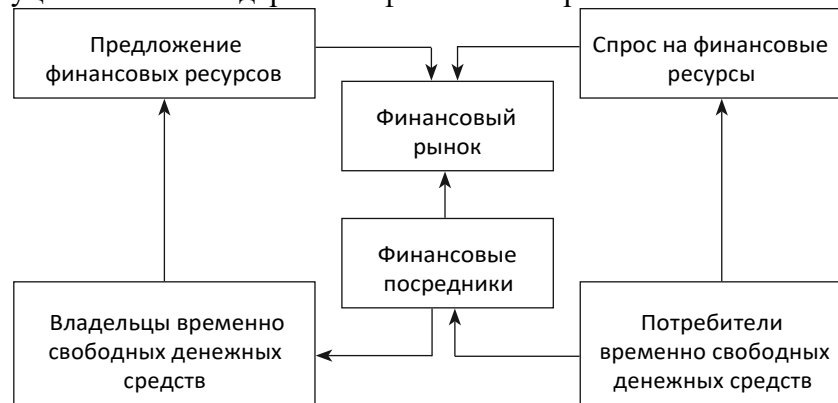 Предложение
финансовых ресурсов
Спрос на финансовые
ресурсы
Финансовый
рынок
Финансовые
посредники
Владельцы временно
свободных денежных
средств
Потребители
временно свободных
денежных средств